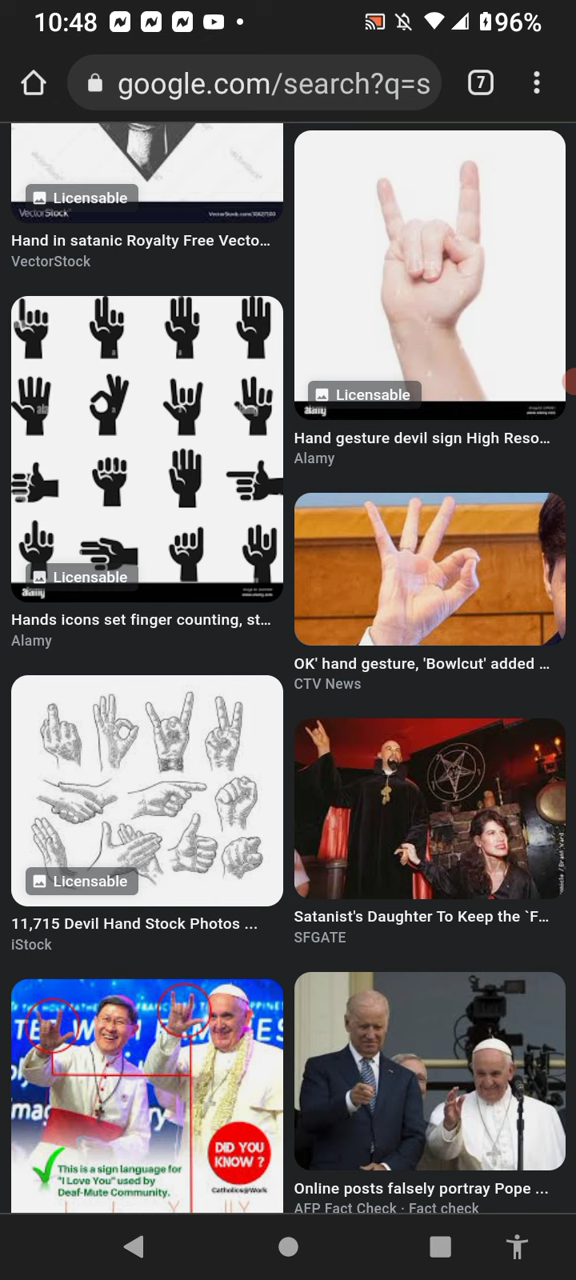 10:48
96%
google.com/search?q=s
7
Licensable
VectorStock
VectorStock.com/30627100
Hand in satanic Royalty Free Vecto...
VectorStock
Licensable
alamy
Hand gesture devil sign High Reso...
Alamy
Licensable
alamy
Hands icons set finger counting, st...
Alamy
OK' hand gesture, 'Bowlcut' added ...
CTV News
Licensable
11,715 Devil Hand Stock Photos ...
iStock
Satanist's Daughter To Keep the `F...
SFGATE
DID YOU
KNOW ?
Catholics@Work
This is a sign language for
"I Love You" used by
Deaf-Mute Community.
I L Y ILY
Online posts falsely portray Pope ...
AFP Fact Check · Fact check